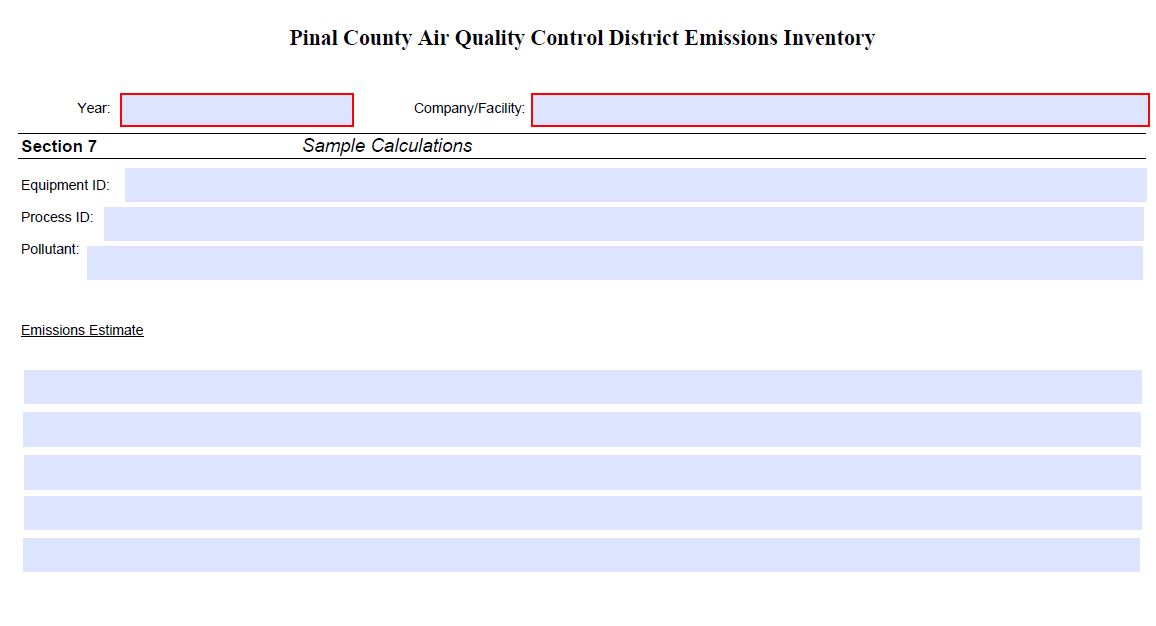 Pinal County Air Quality Control District Emissions Inventory
Year: Company/Facility:
Section 7 Sample Calculations
Equipment ID:
Process ID:
Pollutant:
Emissions Estimate